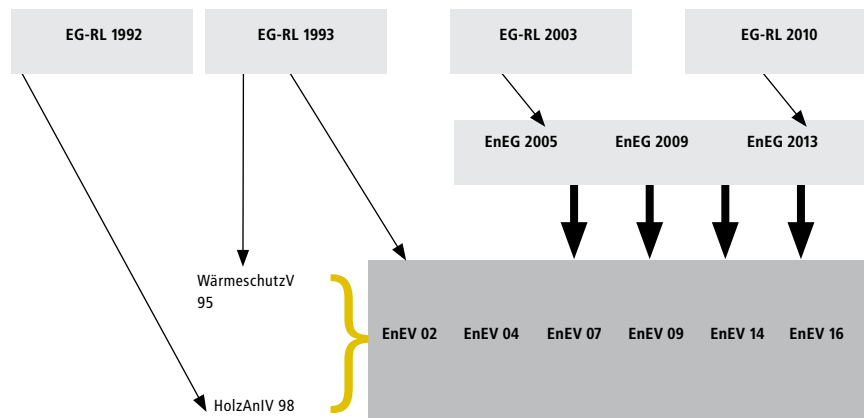 EG-RL 1992
EG-RL 1993
EG-RL 2003
EG-RL 2010
EnEG 2005
EnEG 2009
EnEG 2013
WärmeschutzV
95
EnEV 02
EnEV 04
EnEV 07
EnEV 09
EnEV 14
EnEV 16
HolzAnIV 98